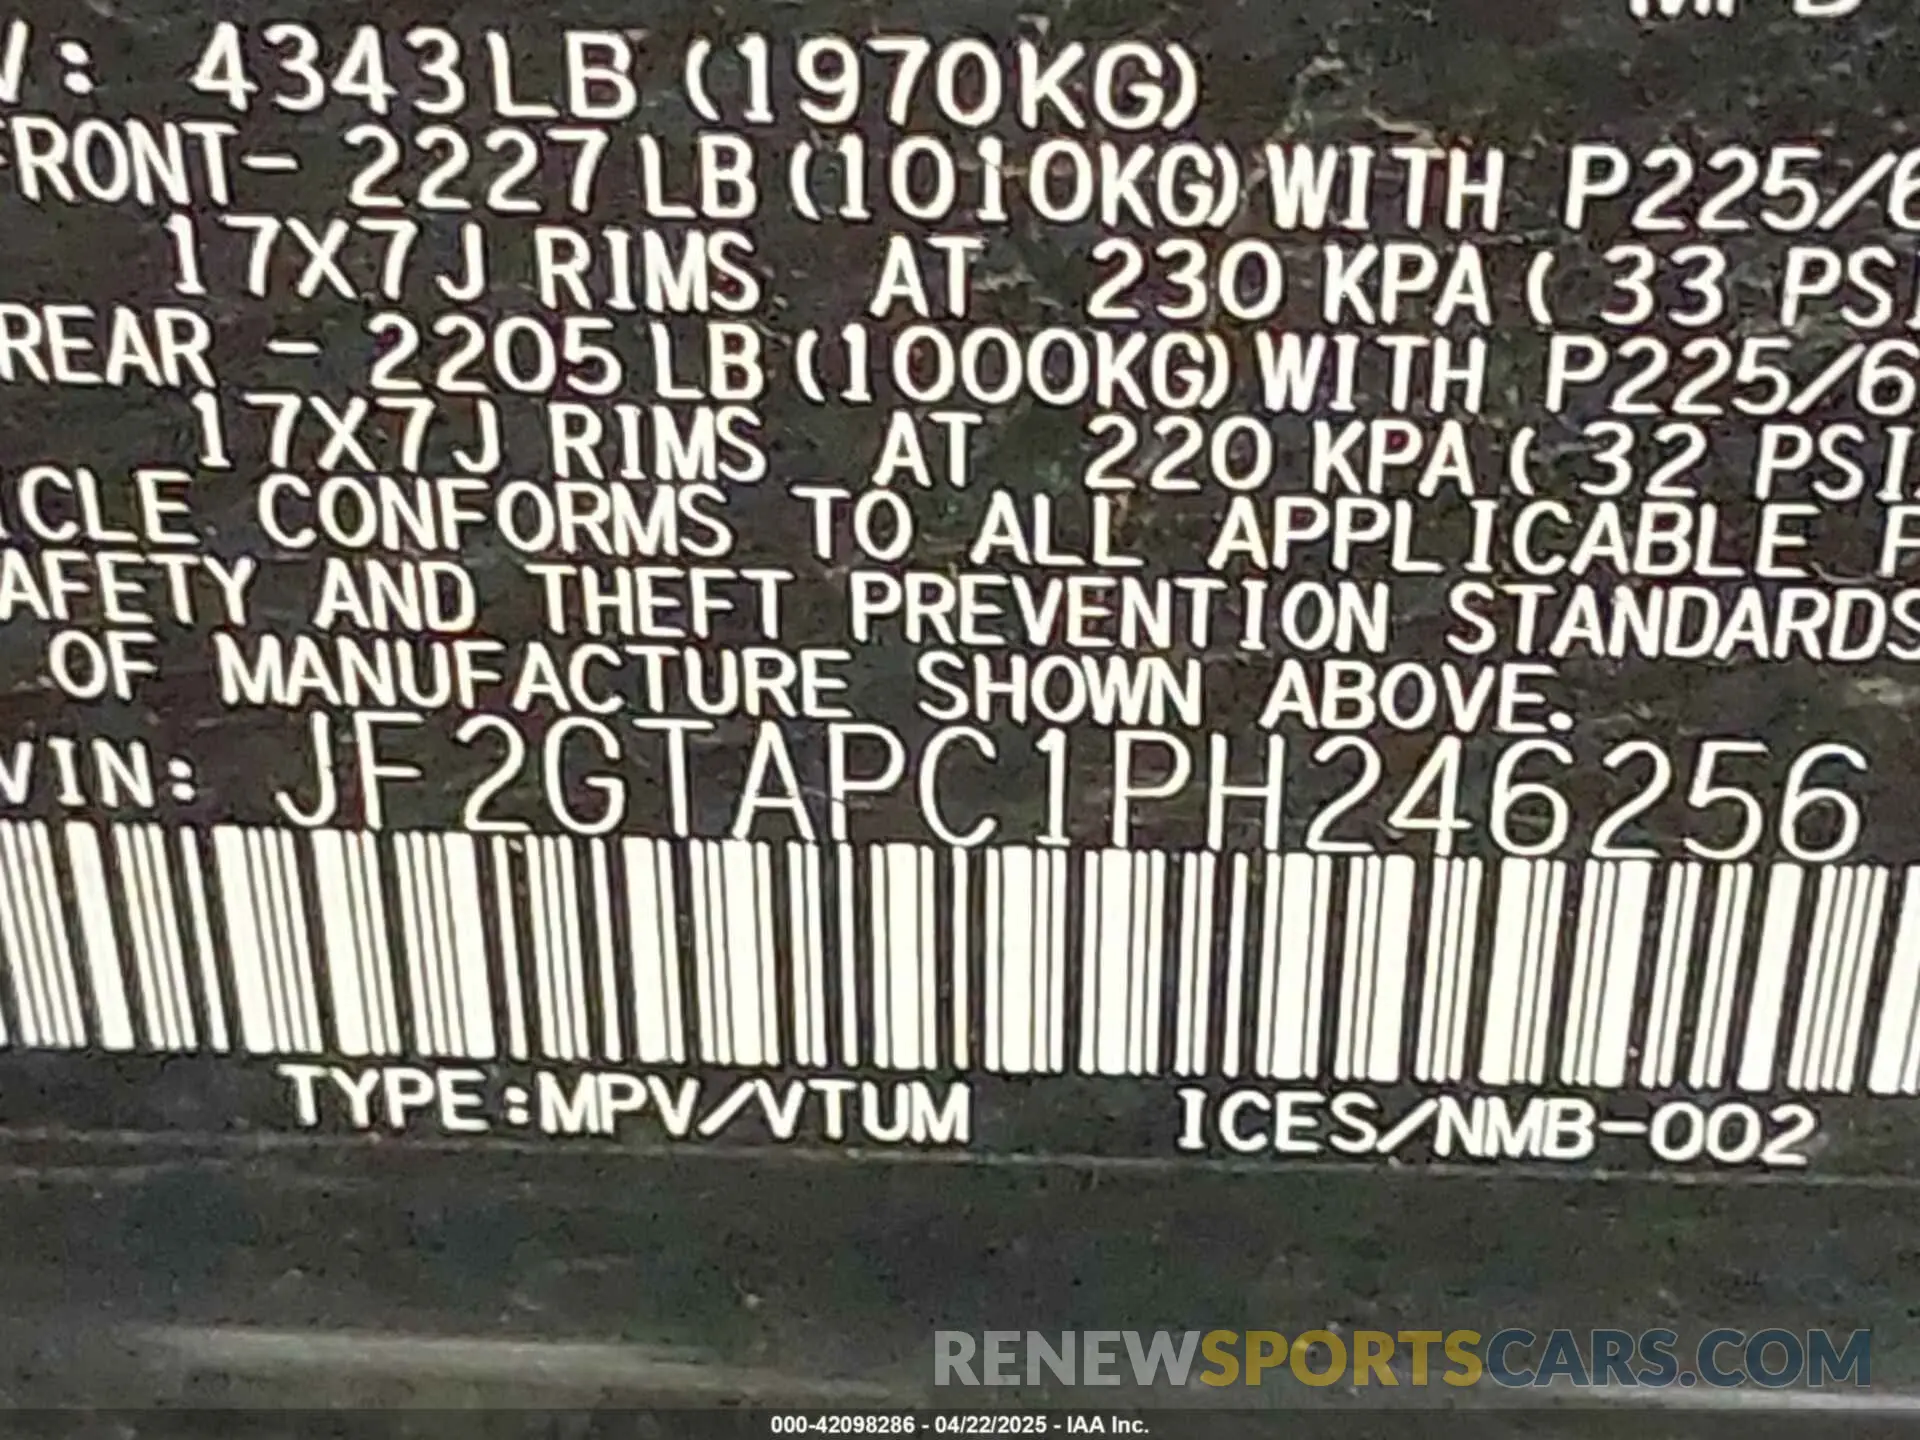 4343LB (1970KG)
FRONT- 2227LB (1010KG) WITH P225/6
17X7J RIMS AT 230 KPA ( 33 PSI
REAR - 2205LB (1000KG) WITH P225/6
17X7J RIMS AT 220 KPA ( 32 PSI
ICLE CONFORMS TO ALL APPLICABLE F
AFETY AND THEFT PREVENTION STANDARDS
OF MANUFACTURE SHOWN ABOVE.
VIN: JF2GTAPC1PH246256
TYPE:MPV/VTUM ICES/NMB-002
RENEWSPORTSCARS.COM
000-42098286 - 04/22/2025 - IAA Inc.